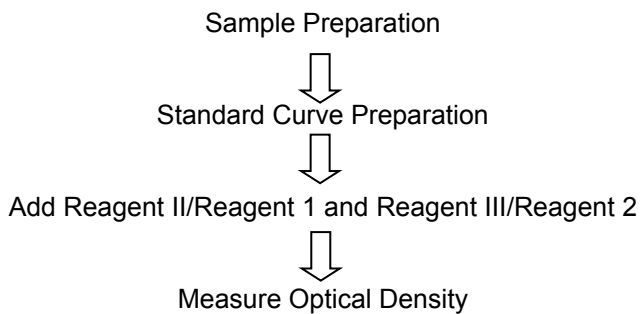 Sample Preparation
Standard Curve Preparation
Add Reagent II/Reagent 1 and Reagent III/Reagent 2
Measure Optical Density